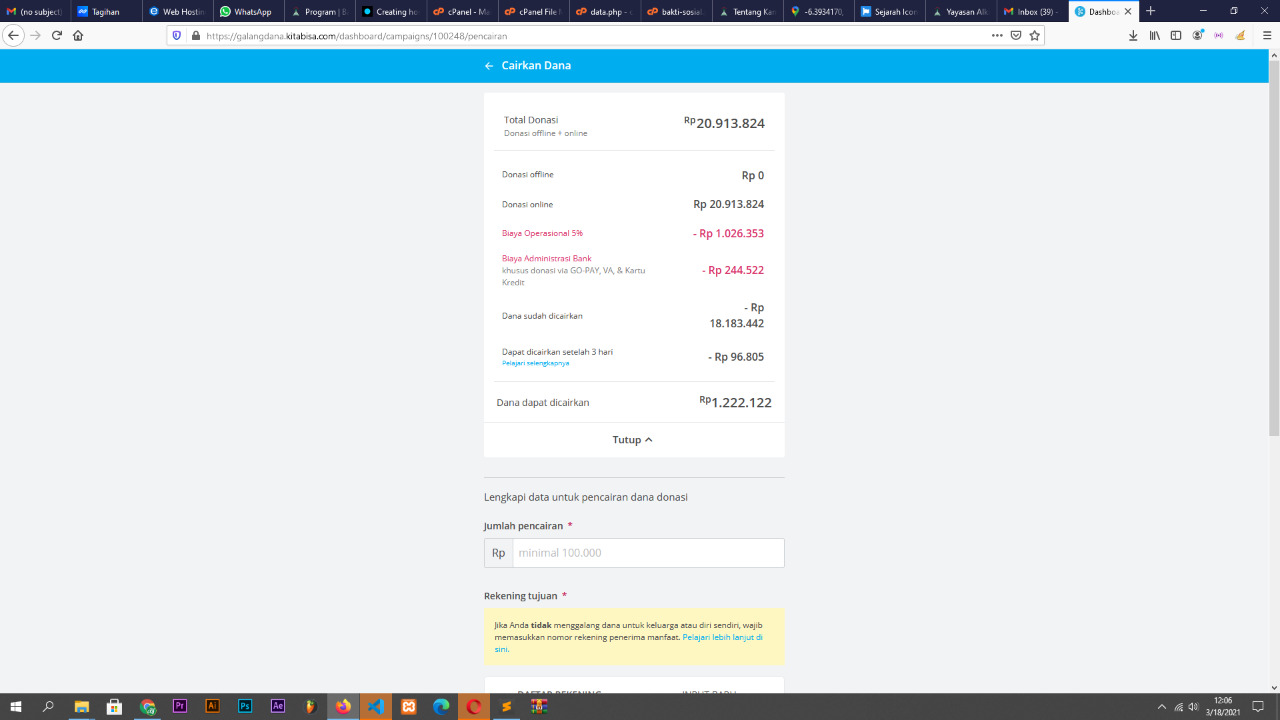 (no subject)
Tagihan
Web Hostin
WhatsApp
Program | B
Creating ho
cPanel - M
cPanel File M
data.php -
bakti-sosia
Tentang Kam
-6.3934170,
Sejarah Icon
Yayasan Alk
Inbox (39) -
Dashbo
https://galangdana.kitabisa.com/dashboard/campaigns/100248/pencairan
Cairkan Dana
Total Donasi
Rp20.913.824
Donasi offline + online
Donasi offline
Rp 0
Donasi online
Rp 20.913.824
Biaya Operasional 5%
- Rp 1.026.353
Biaya Administrasi Bank
khusus donasi via GO-PAY, VA, & Kartu
Kredit
- Rp 244.522
Dana sudah dicairkan
- Rp
18.183.442
Dapat dicairkan setelah 3 hari
Pelajari selengkapnya
- Rp 96.805
Dana dapat dicairkan
Rp1.222.122
Tutup
Lengkapi data untuk pencairan dana donasi
Jumlah pencairan *
Rp
minimal 100.000
Rekening tujuan *
Jika Anda tidak menggalang dana untuk keluarga atau diri sendiri, wajib
memasukkan nomor rekening penerima manfaat. Pelajari lebih lanjut di
sini.
DAFTAR REKENING
INPUT BARU
Pr
Ai
Ps
Ae
12:06
3/18/2021